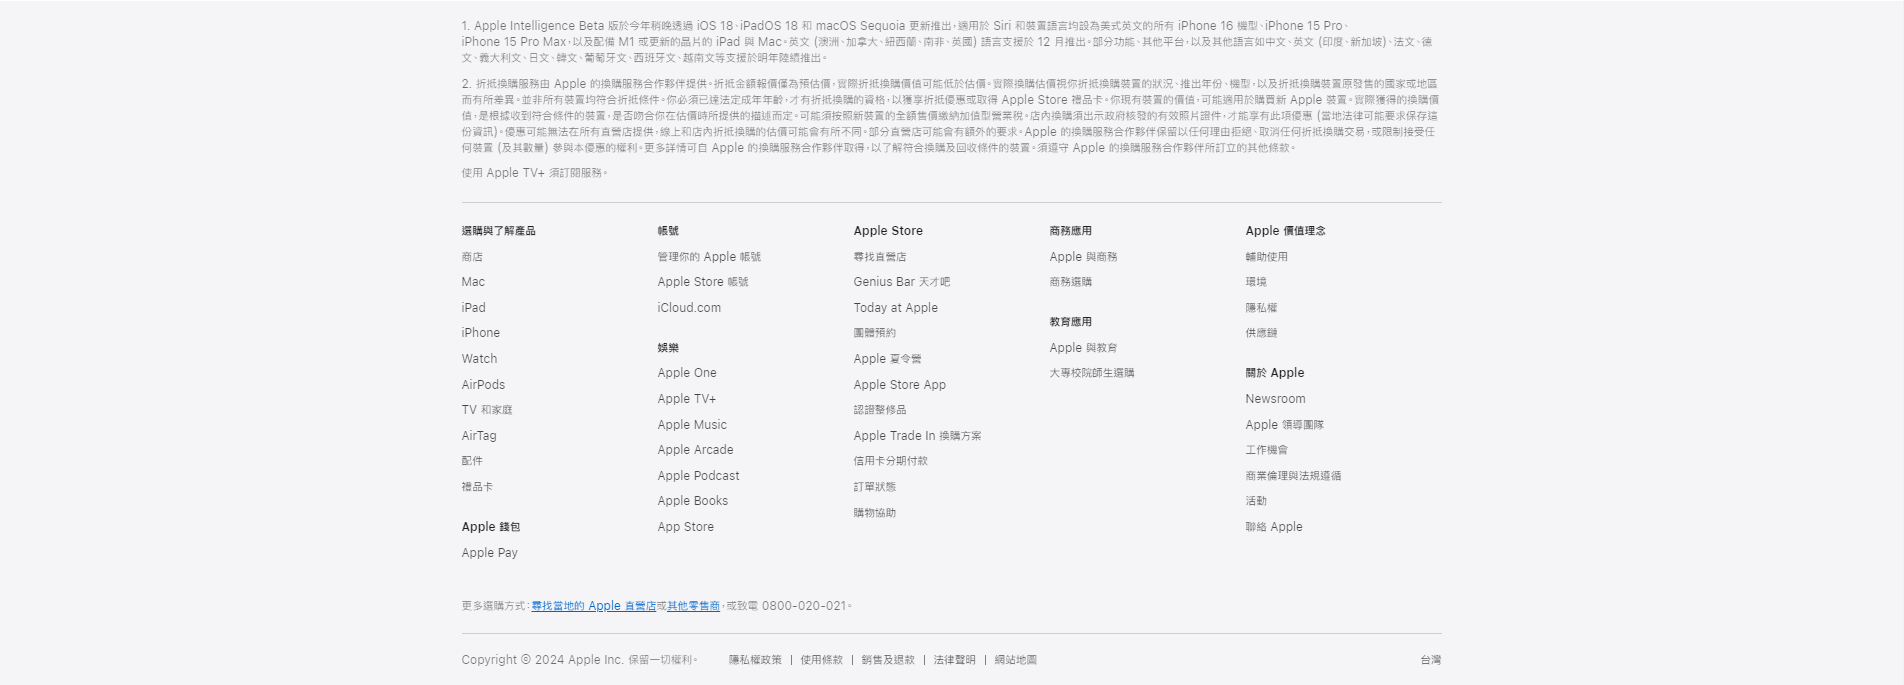 1. Apple Intelligence Beta 版於今年稍晚透過 iOS 18、iPadOS 18 和 macOS Sequoia 更新推出，適用於 Siri 和裝置語言均設為美式英文的所有 iPhone 16 機型、iPhone 15 Pro、
iPhone 15 Pro Max，以及配備 M1 或更新的晶片的 iPad 與 Mac。英文 (澳洲、加拿大、紐西蘭、南非、英國) 語言支援於 12 月推出。部分功能、其他平台，以及其他語言如中文、英文 (印度、新加坡)、法文、德
文、義大利文、日文、韓文、葡萄牙文、西班牙文、越南文等支援於明年陸續推出。
2. 折抵換購服務由 Apple 的換購服務合作夥伴提供。折抵金額報價僅為預估價，實際折抵換購價值可能低於估價。實際換購估價視你折抵換購裝置的狀況、推出年份、機型，以及折抵換購裝置原發售的國家或地區
而有所差異。並非所有裝置均符合折抵條件。你必須已達法定成年年齡，才有折抵換購的資格，以獲享折抵優惠或取得 Apple Store 禮品卡。你現有裝置的價值，可能適用於購買新 Apple 裝置。實際獲得的換購價
值，是根據收到符合條件的裝置，是否吻合你在估價時所提供的描述而定。可能須按照新裝置的全額售價繳納加值型營業稅。店內換購須出示政府核發的有效照片證件，才能享有此項優惠 (當地法律可能要求保存這
份資訊)。優惠可能無法在所有直營店提供，線上和店內折抵換購的估價可能會有所不同。部分直營店可能會有額外的要求。Apple 的換購服務合作夥伴保留以任何理由拒絕、取消任何折抵換購交易，或限制接受任
何裝置 (及其數量) 參與本優惠的權利。更多詳情可自 Apple 的換購服務合作夥伴取得，以了解符合換購及回收條件的裝置。須遵守 Apple 的換購服務合作夥伴所訂立的其他條款。
使用 Apple TV+ 須訂閱服務。
選購與了解產品
商店
Mac
iPad
iPhone
Watch
AirPods
TV 和家庭
AirTag
配件
禮品卡
Apple 錢包
Apple Pay
帳號
管理你的 Apple 帳號
Apple Store 帳號
iCloud.com
娛樂
Apple One
Apple TV+
Apple Music
Apple Arcade
Apple Podcast
Apple Books
App Store
Apple Store
尋找直營店
Genius Bar 天才吧
Today at Apple
團體預約
Apple 夏令營
Apple Store App
認證整修品
Apple Trade In 換購方案
信用卡分期付款
訂單狀態
購物協助
商務應用
Apple 與商務
商務選購
教育應用
Apple 與教育
大專校院師生選購
Apple 價值理念
輔助使用
環境
隱私權
供應鏈
關於 Apple
Newsroom
Apple 領導團隊
工作機會
商業倫理與法規遵循
活動
聯絡 Apple
更多選購方式：尋找當地的 Apple 直營店或其他零售商，或致電 0800-020-021。
Copyright © 2024 Apple Inc. 保留一切權利。 隱私權政策 | 使用條款 | 銷售及退款 | 法律聲明 | 網站地圖 台灣